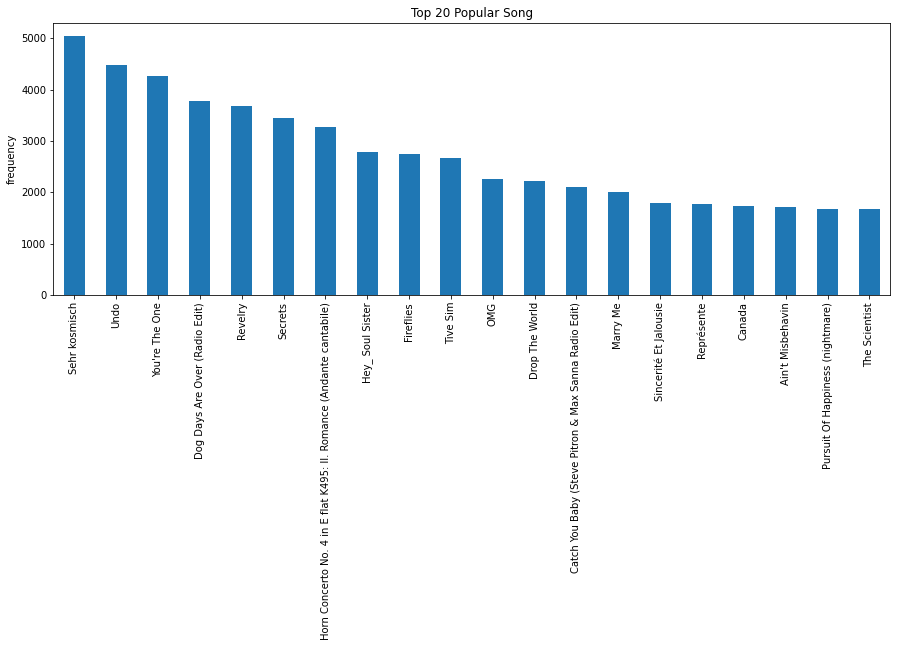 Top 20 Popular Song
frequency
5000
4000
3000
2000
1000
0
Sehr kosmisch
Undo
You're The One
Dog Days Are Over (Radio Edit)
Revelry
Secrets
Horn Concerto No. 4 in E flat K495: II. Romance (Andante cantabile)
Hey_ Soul Sister
Fireflies
Tive Sim
OMG
Drop The World
Catch You Baby (Steve Pitron & Max Sanna Radio Edit)
Marry Me
Sincerité Et Jalousie
Représente
Canada
Ain't Misbehavin
Pursuit Of Happiness (nightmare)
The Scientist